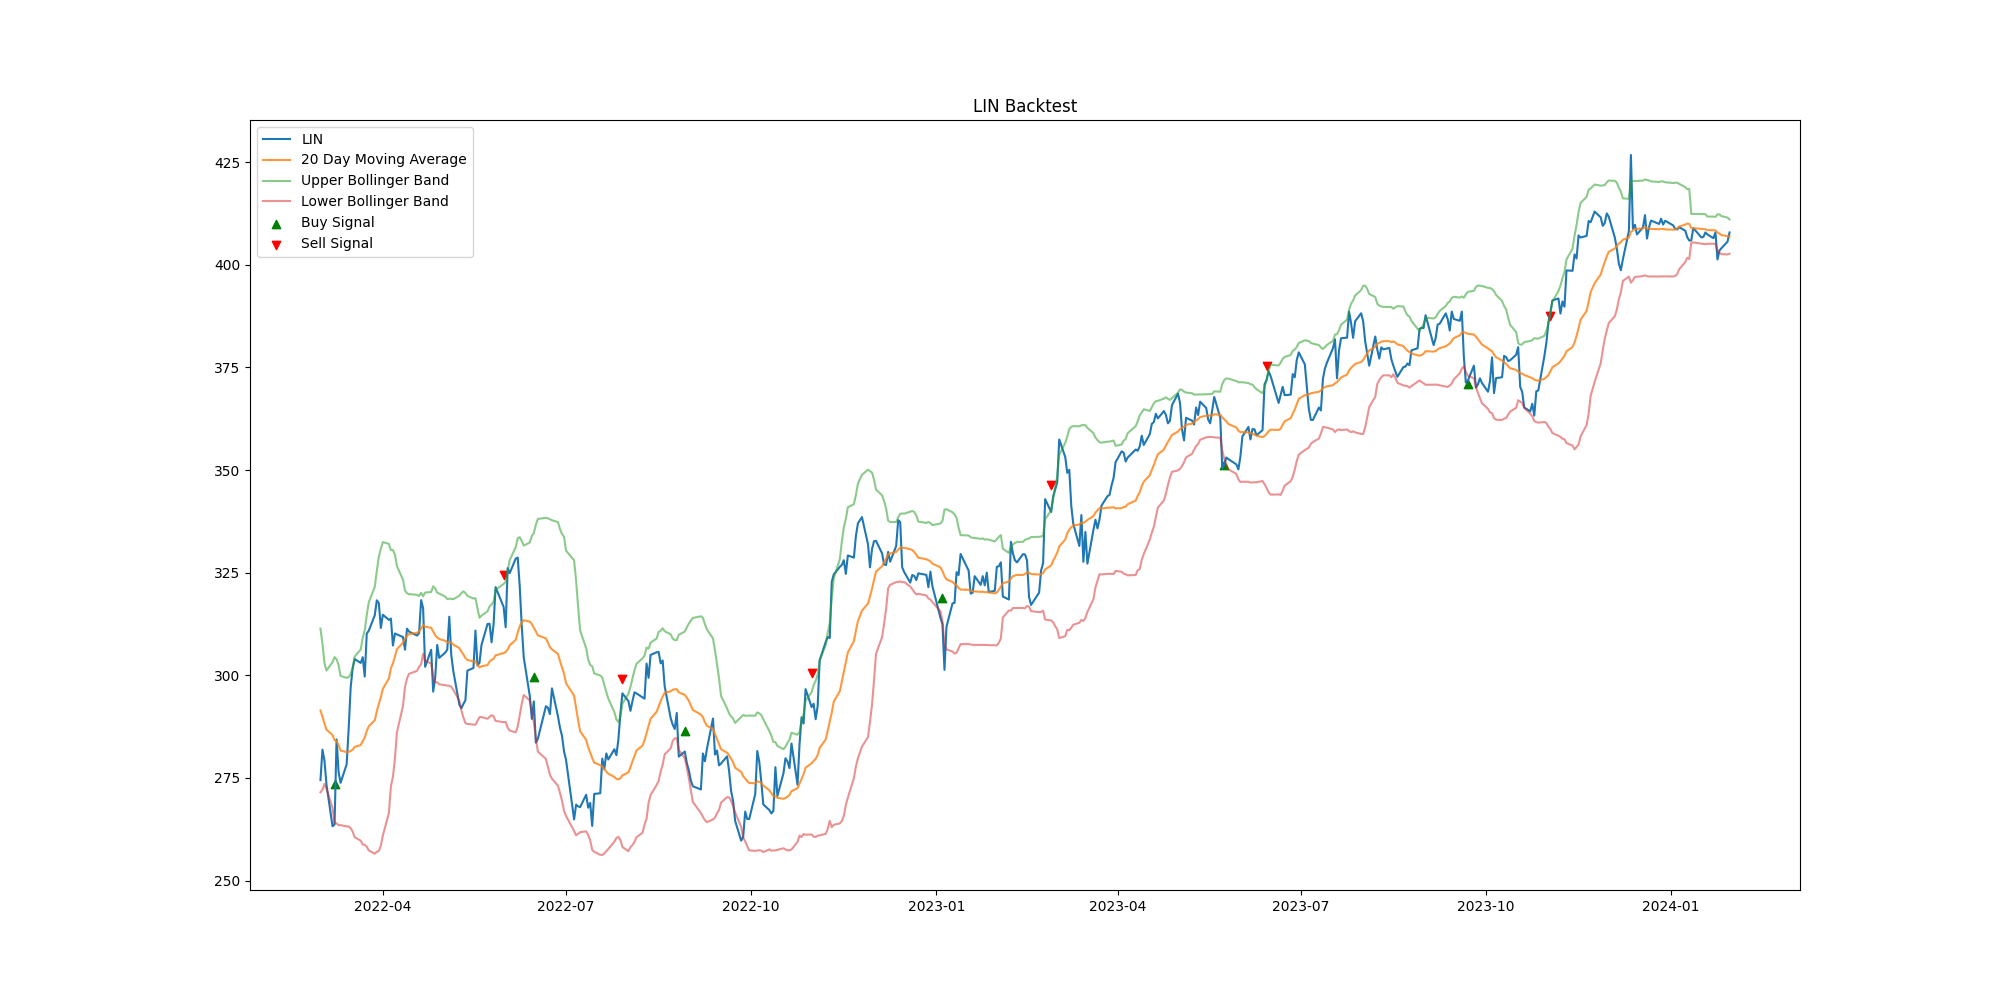 LIN Backtest
LIN
20 Day Moving Average
Upper Bollinger Band
Lower Bollinger Band
Buy Signal
Sell Signal
425
400
375
350
325
300
275
250
2022-04 2022-07 2022-10 2023-01 2023-04 2023-07 2023-10 2024-01